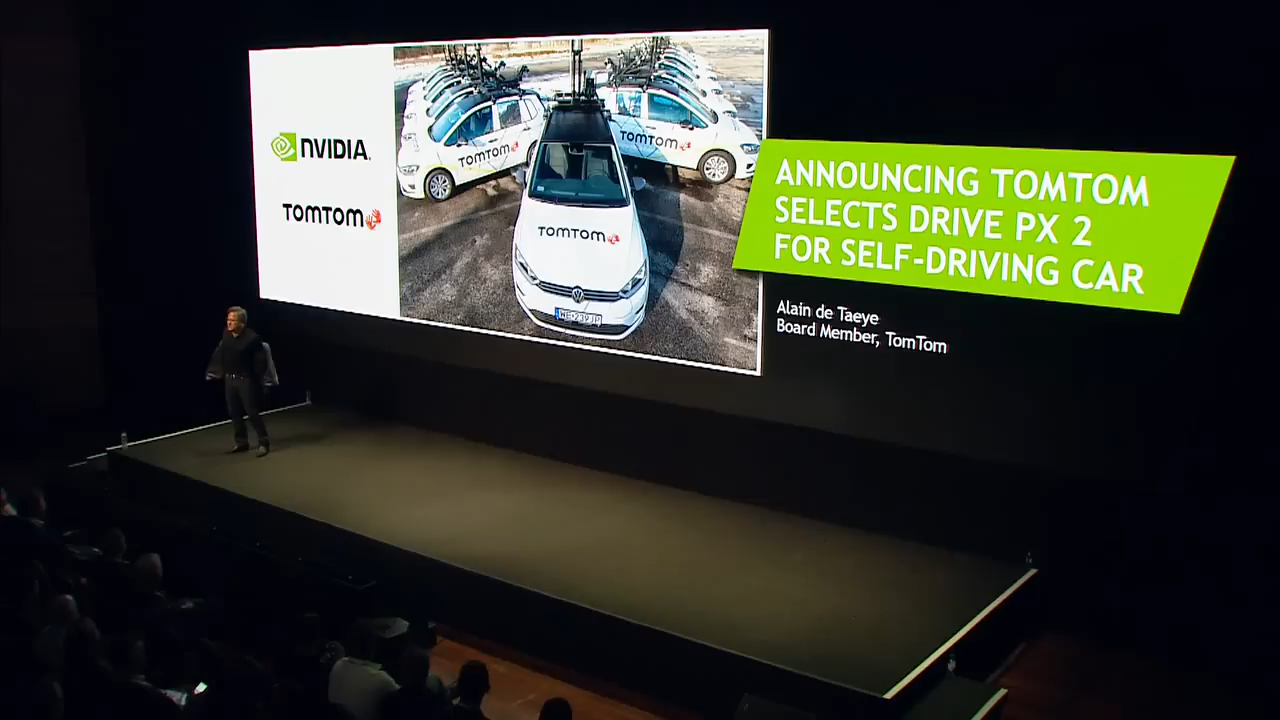 NVIDIA.
TOMTOM
TOMTOM
TOMTOM
TOMTOM
ANNOUNCING TOMTOM
SELECTS DRIVE PX 2
FOR SELF-DRIVING CAR
Alain de Taeye
Board Member, TomTom